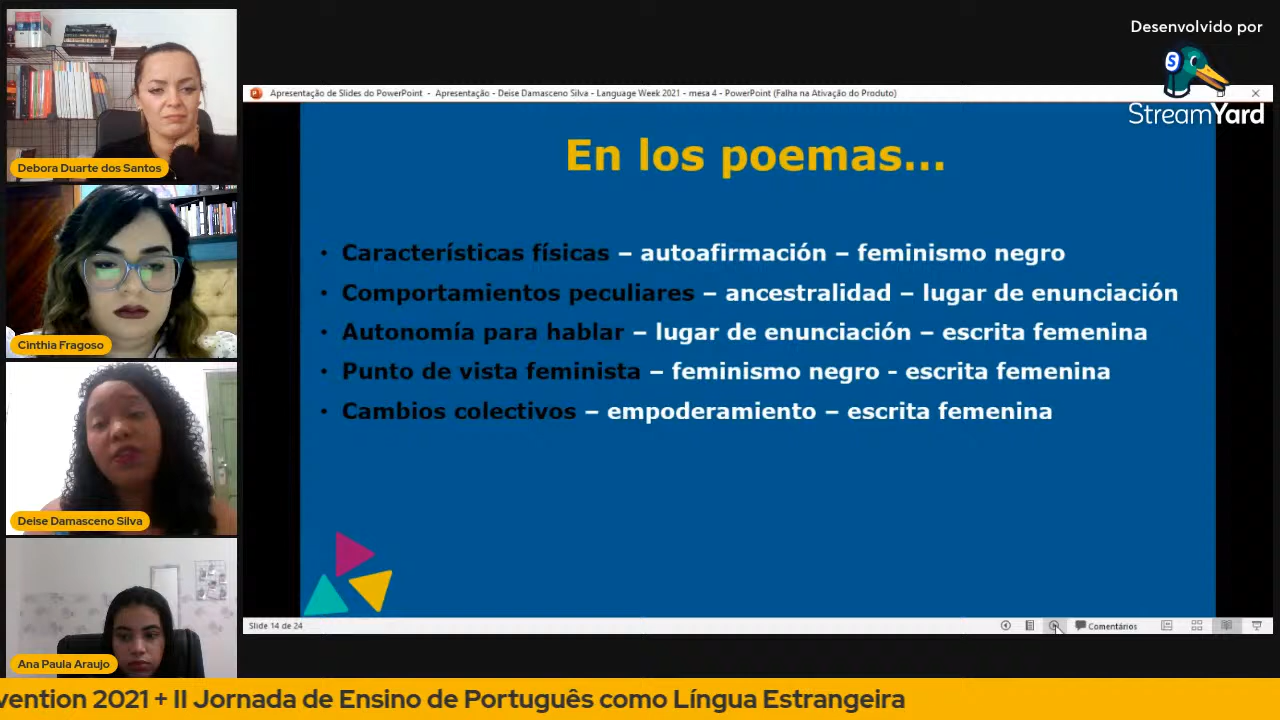 Debora Duarte dos Santos
Cinthia Fragoso
Deise Damasceno Silva
Ana Paula Araujo
Desenvolvido por
StreamYard
Apresentação de Slides do PowerPoint - Apresentação - Deise Damasceno Silva - Language Week 2021 - mesa 4 - PowerPoint (Falha na Ativação do Produto)
En los poemas...
• Características físicas – autoafirmación – feminismo negro
• Comportamientos peculiares – ancestralidad – lugar de enunciación
• Autonomía para hablar – lugar de enunciación – escrita femenina
• Punto de vista feminista – feminismo negro - escrita femenina
• Cambios colectivos – empoderamiento – escrita femenina
Slide 14 de 24
Comentários
vention 2021 + II Jornada de Ensino de Português como Língua Estrangeira